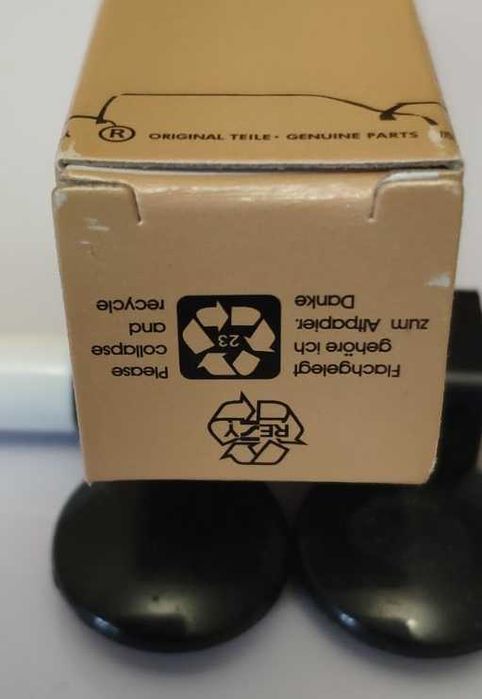 ® ORIGINAL TEILE · GENUINE PARTS
RESY
Flachgelegt
gehöre ich
zum Altpapier.
Danke
23
Please
collapse
and
recycle